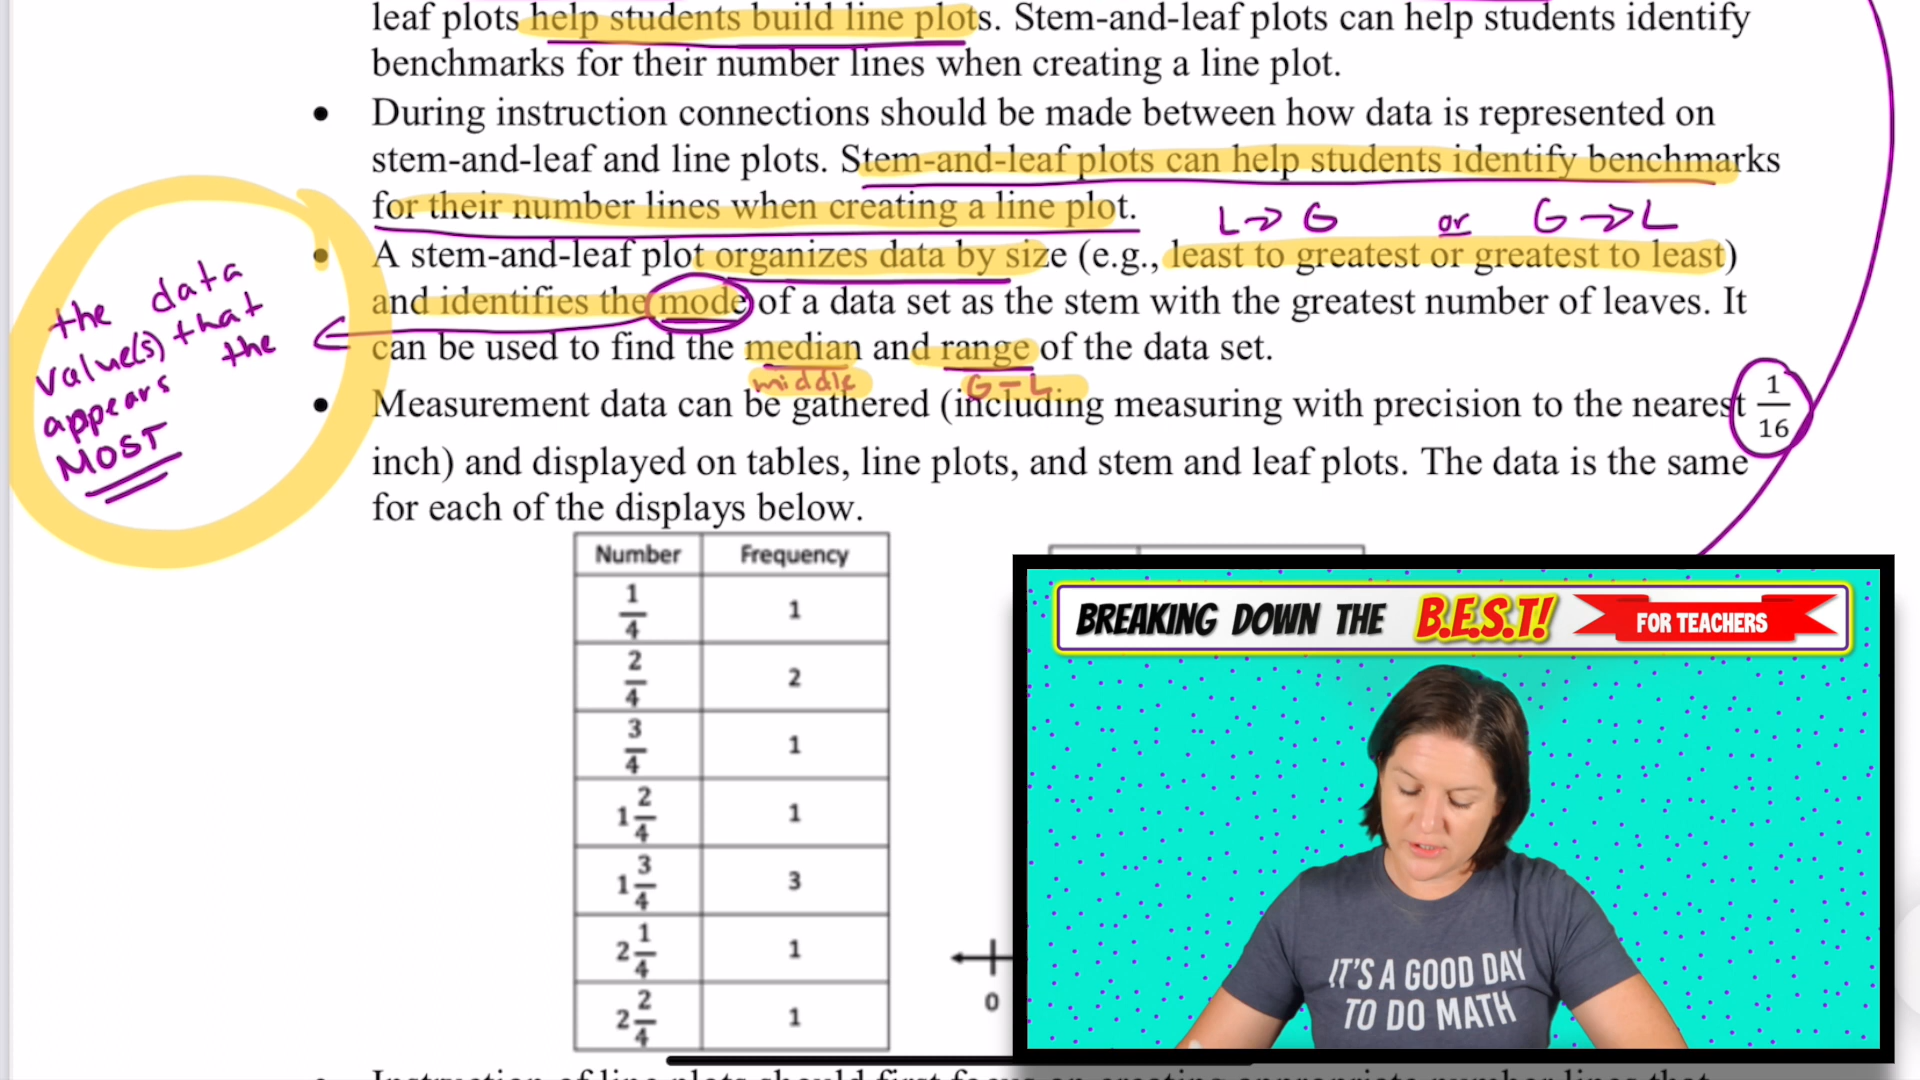 leaf plots help students build line plots. Stem-and-leaf plots can help students identify
benchmarks for their number lines when creating a line plot.
• During instruction connections should be made between how data is represented on
stem-and-leaf and line plots. Stem-and-leaf plots can help students identify benchmarks
for their number lines when creating a line plot.
L→G or G→L
• A stem-and-leaf plot organizes data by size (e.g., least to greatest or greatest to least)
and identifies the mode of a data set as the stem with the greatest number of leaves. It
can be used to find the median and range of the data set.
middle G-L
the data
value(s) that
appears the
MOST
• Measurement data can be gathered (including measuring with precision to the nearest 1/16
inch) and displayed on tables, line plots, and stem and leaf plots. The data is the same
for each of the displays below.
Number Frequency
1/4 1
2/4 2
3/4 1
1 2/4 1
1 3/4 3
2 1/4 1
2 2/4 1
0
BREAKING DOWN THE B.E.S.T! FOR TEACHERS
IT'S A GOOD DAY
TO DO MATH